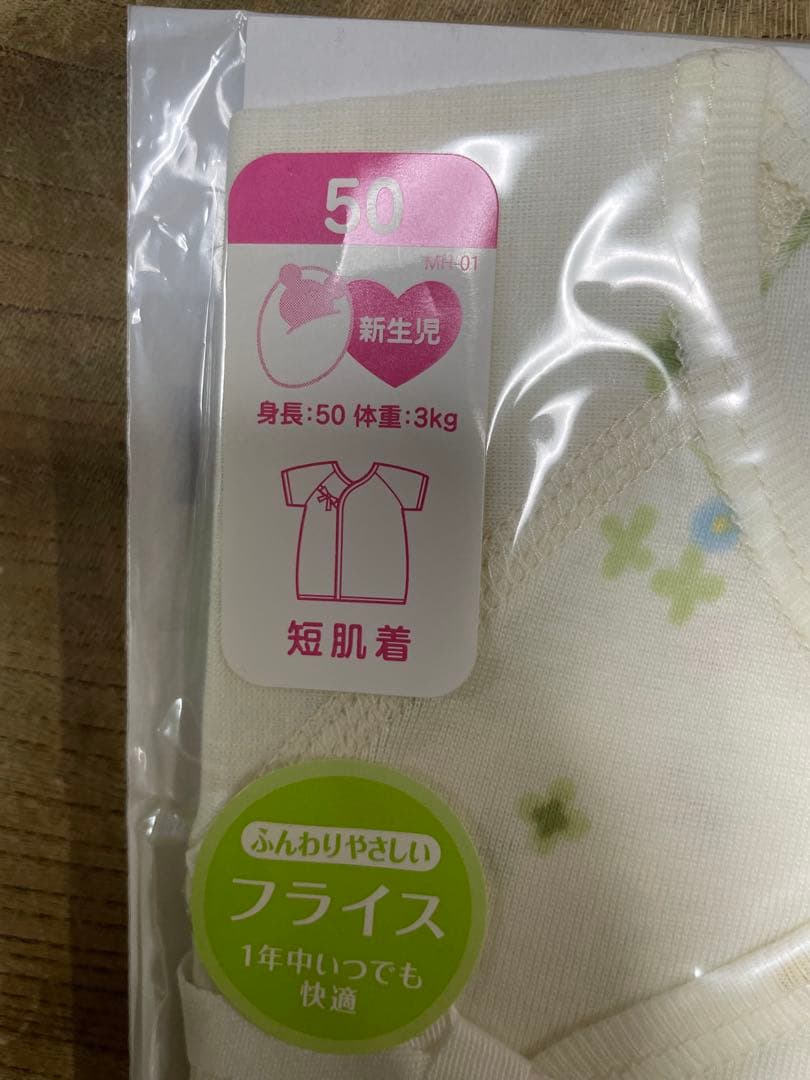 50
MH-01
新生児
身長:50 体重:3kg
短肌着
ふんわりやさしい
フライス
1年中いつでも
快適